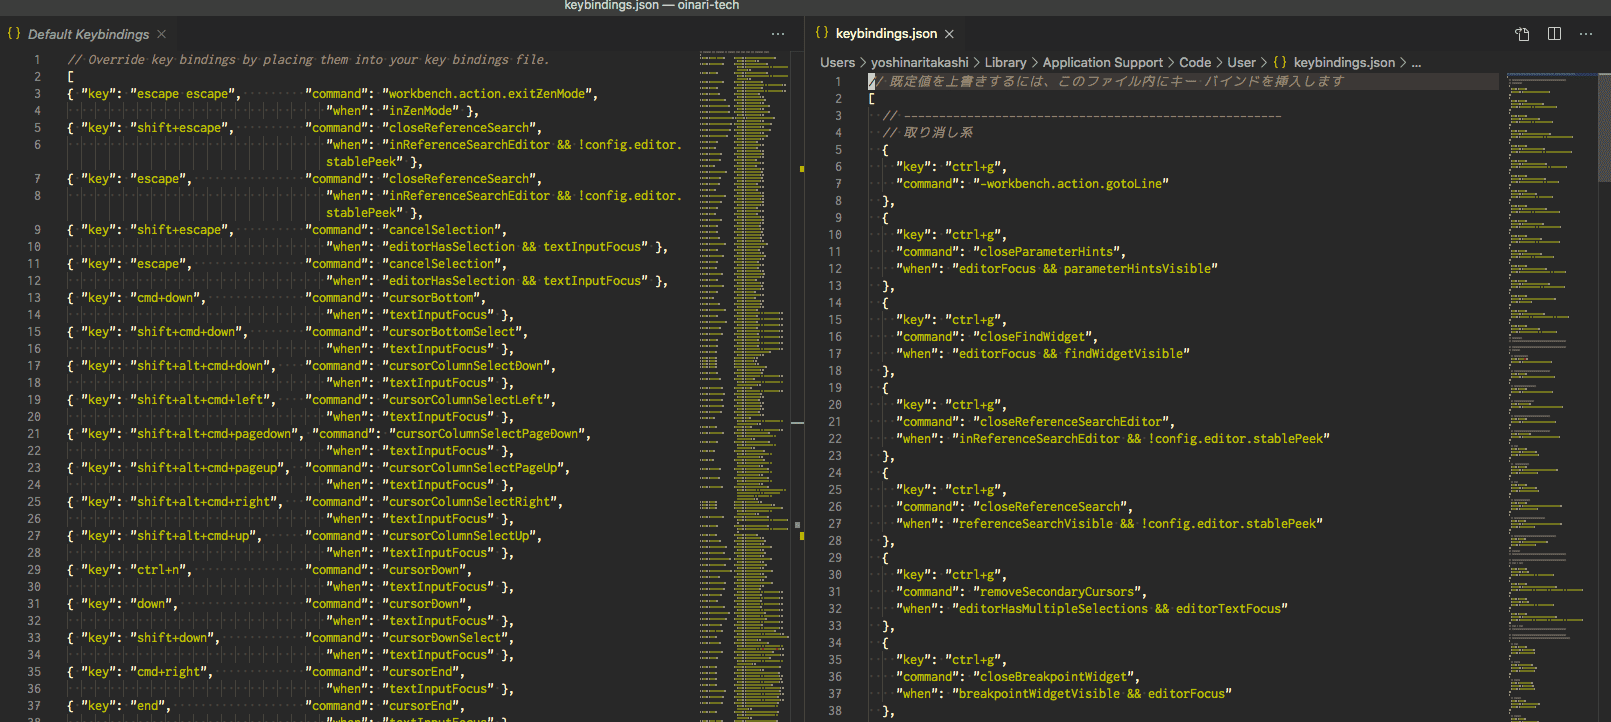 keybindings.json — oinari-tech
{ } Default Keybindings ×
1 // Override key bindings by placing them into your key bindings file.
2 [
3 { "key": "escape escape", "command": "workbench.action.exitZenMode",
4 "when": "inZenMode" },
5 { "key": "shift+escape", "command": "closeReferenceSearch",
6 "when": "inReferenceSearchEditor && !config.editor.
stablePeek" },
7 { "key": "escape", "command": "closeReferenceSearch",
8 "when": "inReferenceSearchEditor && !config.editor.
stablePeek" },
9 { "key": "shift+escape", "command": "cancelSelection",
10 "when": "editorHasSelection && textInputFocus" },
11 { "key": "escape", "command": "cancelSelection",
12 "when": "editorHasSelection && textInputFocus" },
13 { "key": "cmd+down", "command": "cursorBottom",
14 "when": "textInputFocus" },
15 { "key": "shift+cmd+down", "command": "cursorBottomSelect",
16 "when": "textInputFocus" },
17 { "key": "shift+alt+cmd+down", "command": "cursorColumnSelectDown",
18 "when": "textInputFocus" },
19 { "key": "shift+alt+cmd+left", "command": "cursorColumnSelectLeft",
20 "when": "textInputFocus" },
21 { "key": "shift+alt+cmd+pagedown", "command": "cursorColumnSelectPageDown",
22 "when": "textInputFocus" },
23 { "key": "shift+alt+cmd+pageup", "command": "cursorColumnSelectPageUp",
24 "when": "textInputFocus" },
25 { "key": "shift+alt+cmd+right", "command": "cursorColumnSelectRight",
26 "when": "textInputFocus" },
27 { "key": "shift+alt+cmd+up", "command": "cursorColumnSelectUp",
28 "when": "textInputFocus" },
29 { "key": "ctrl+n", "command": "cursorDown",
30 "when": "textInputFocus" },
31 { "key": "down", "command": "cursorDown",
32 "when": "textInputFocus" },
33 { "key": "shift+down", "command": "cursorDownSelect",
34 "when": "textInputFocus" },
35 { "key": "cmd+right", "command": "cursorEnd",
36 "when": "textInputFocus" },
37 { "key": "end", "command": "cursorEnd",
38 "when": "textInputFocus" },
{ } keybindings.json ×
Users > yoshinaritakashi > Library > Application Support > Code > User > { } keybindings.json > ...
1 // 既定値を上書きするには、このファイル内にキー バインドを挿入します
2 [
3 // ------------------------------------------------------
4 // 取り消し系
5 {
6 "key": "ctrl+g",
7 "command": "-workbench.action.gotoLine"
8 },
9 {
10 "key": "ctrl+g",
11 "command": "closeParameterHints",
12 "when": "editorFocus && parameterHintsVisible"
13 },
14 {
15 "key": "ctrl+g",
16 "command": "closeFindWidget",
17 "when": "editorFocus && findWidgetVisible"
18 },
19 {
20 "key": "ctrl+g",
21 "command": "closeReferenceSearchEditor",
22 "when": "inReferenceSearchEditor && !config.editor.stablePeek"
23 },
24 {
25 "key": "ctrl+g",
26 "command": "closeReferenceSearch",
27 "when": "referenceSearchVisible && !config.editor.stablePeek"
28 },
29 {
30 "key": "ctrl+g",
31 "command": "removeSecondaryCursors",
32 "when": "editorHasMultipleSelections && editorTextFocus"
33 },
34 {
35 "key": "ctrl+g",
36 "command": "closeBreakpointWidget",
37 "when": "breakpointWidgetVisible && editorFocus"
38 },